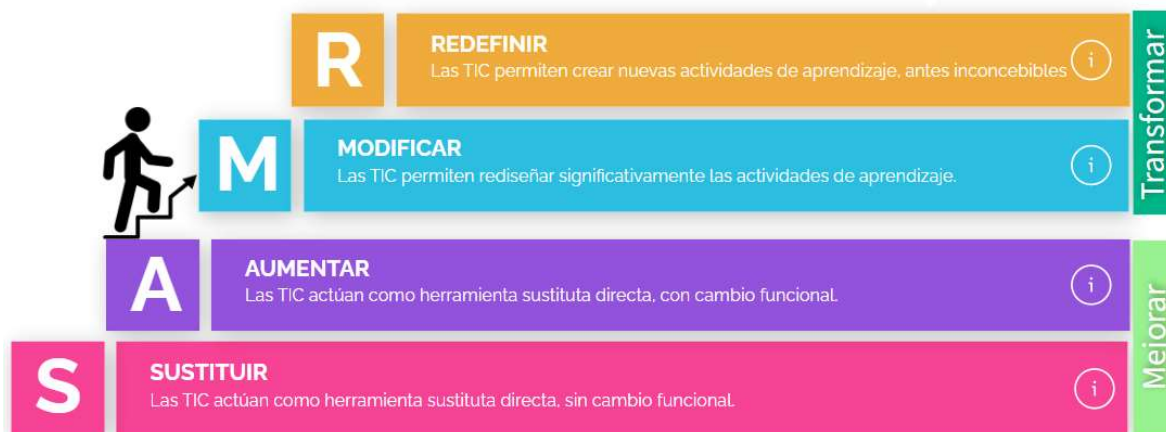 R
REDEFINIR
Las TIC permiten crear nuevas actividades de aprendizaje, antes inconcebibles
i
M
MODIFICAR
Las TIC permiten rediseñar significativamente las actividades de aprendizaje.
i
Transformar
A
AUMENTAR
Las TIC actúan como herramienta sustituta directa, con cambio funcional.
i
S
SUSTITUIR
Las TIC actúan como herramienta sustituta directa, sin cambio funcional.
i
Mejorar